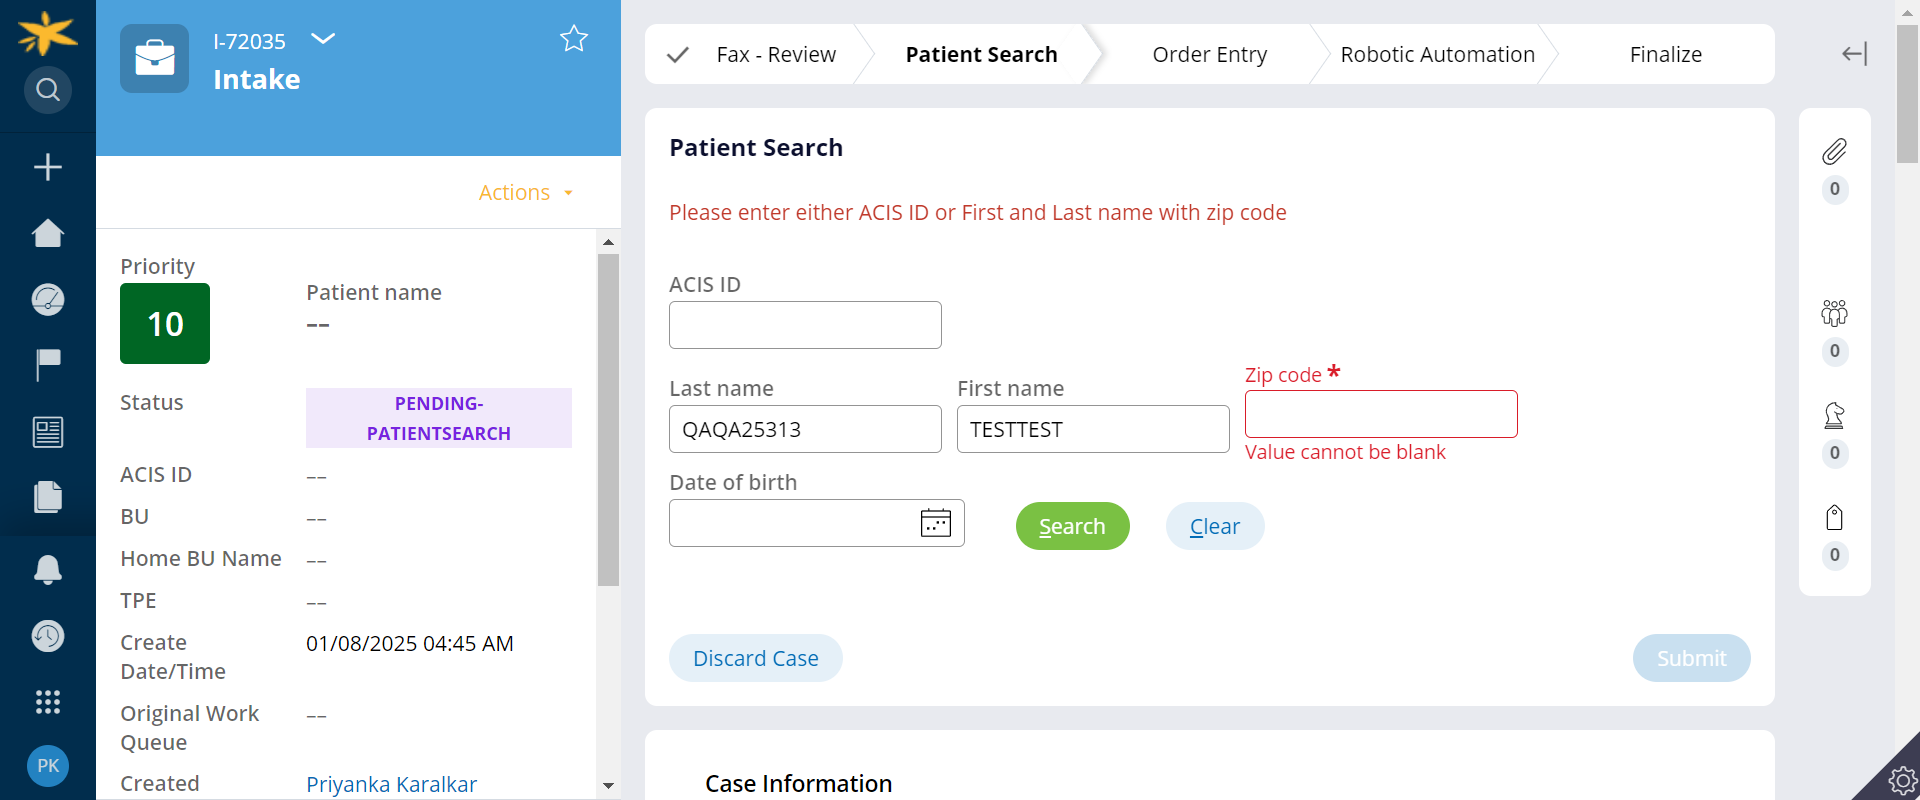 I-72035
Intake
Actions
Priority
10
Patient name
--
Status
PENDING-
PATIENTSEARCH
ACIS ID
--
BU
--
Home BU Name
--
TPE
--
Create
Date/Time
01/08/2025 04:45 AM
Original Work
Queue
--
Created
Priyanka Karalkar
PK
Fax - Review
Patient Search
Order Entry
Robotic Automation
Finalize
Patient Search
Please enter either ACIS ID or First and Last name with zip code
ACIS ID
Last name
First name
Zip code *
QAQA25313
TESTTEST
Value cannot be blank
Date of birth
Search
Clear
Discard Case
Submit
Case Information
0
0
0
0